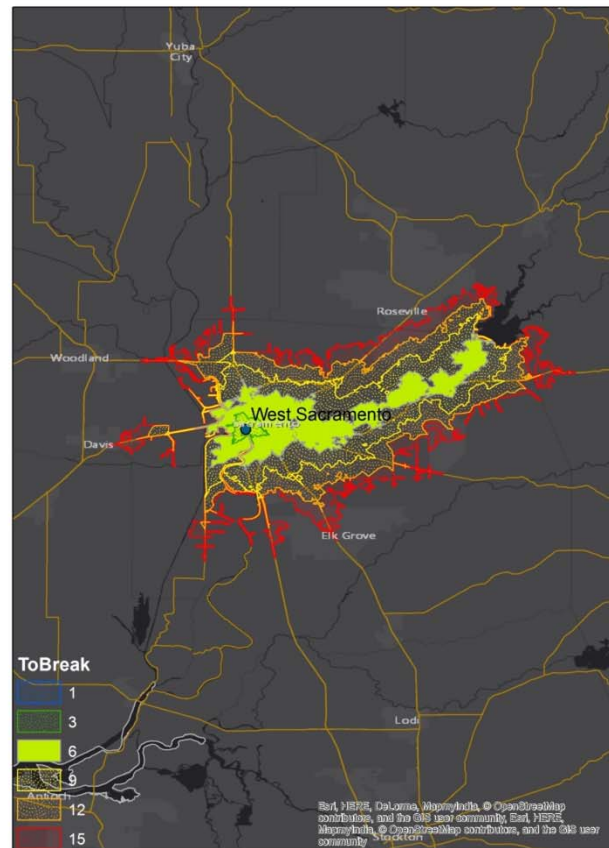 Yuba
City
Roseville
Woodland
West Sacramento
Davis
Elk Grove
ToBreak
1
3
6
9
12
15
Lodi
Antioch
Esri, HERE, DeLorme, MapmyIndia, © OpenStreetMap
contributors, and the GIS user community, Esri, HERE,
MapmyIndia, © OpenStreetMap contributors, and the GIS user
community
Stockton